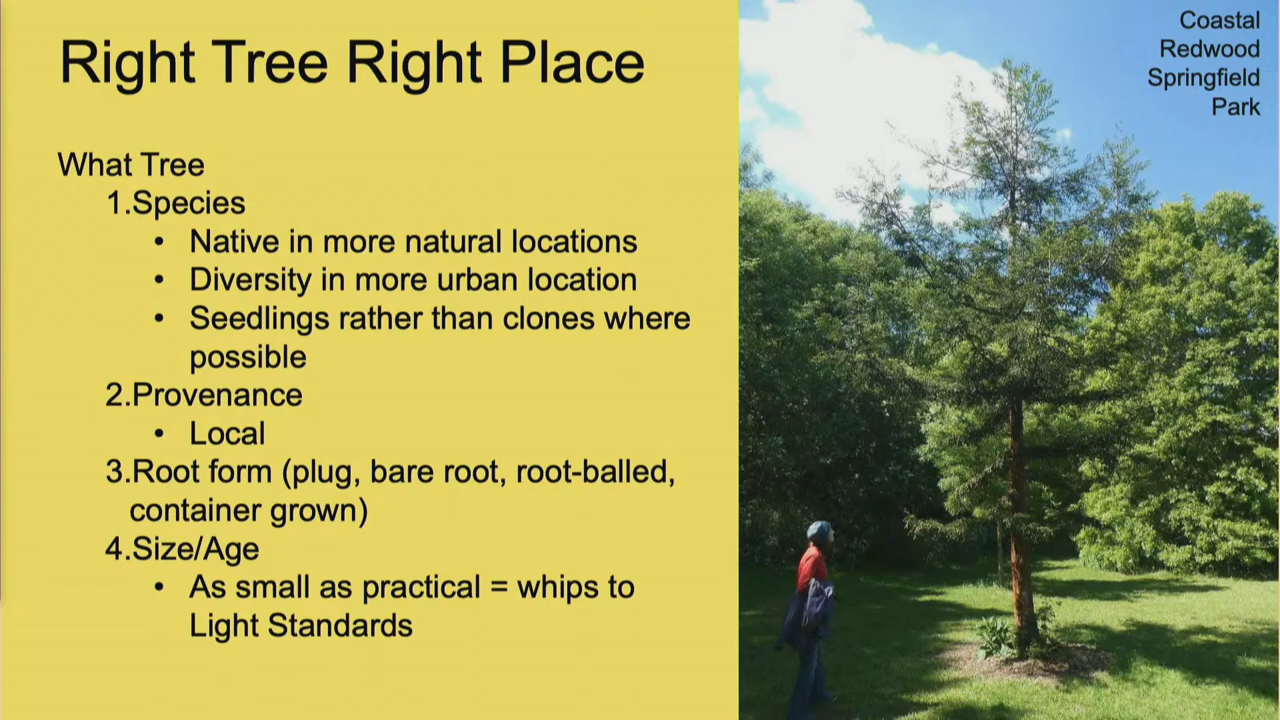 Right Tree Right Place
Coastal
Redwood
Springfield
Park
What Tree
1.Species
• Native in more natural locations
• Diversity in more urban location
• Seedlings rather than clones where
possible
2.Provenance
• Local
3.Root form (plug, bare root, root-balled,
container grown)
4.Size/Age
• As small as practical = whips to
Light Standards